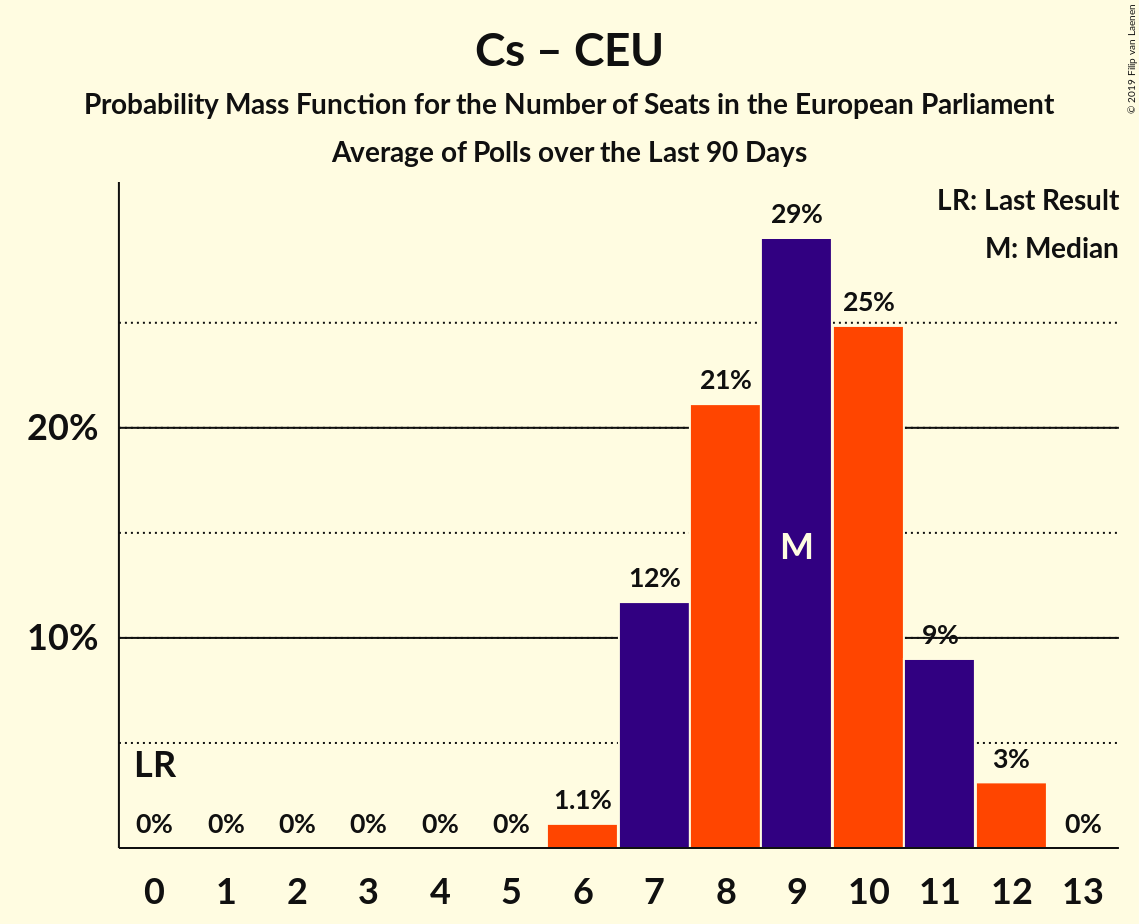 Cs – CEU
Probability Mass Function for the Number of Seats in the European Parliament
Average of Polls over the Last 90 Days
© 2019 Filip van Laenen
LR: Last Result
M: Median
29%
25%
21%
20%
M
12%
10%
9%
LR
3%
1.1%
0% 0% 0% 0% 0% 0% 0%
0 1 2 3 4 5 6 7 8 9 10 11 12 13